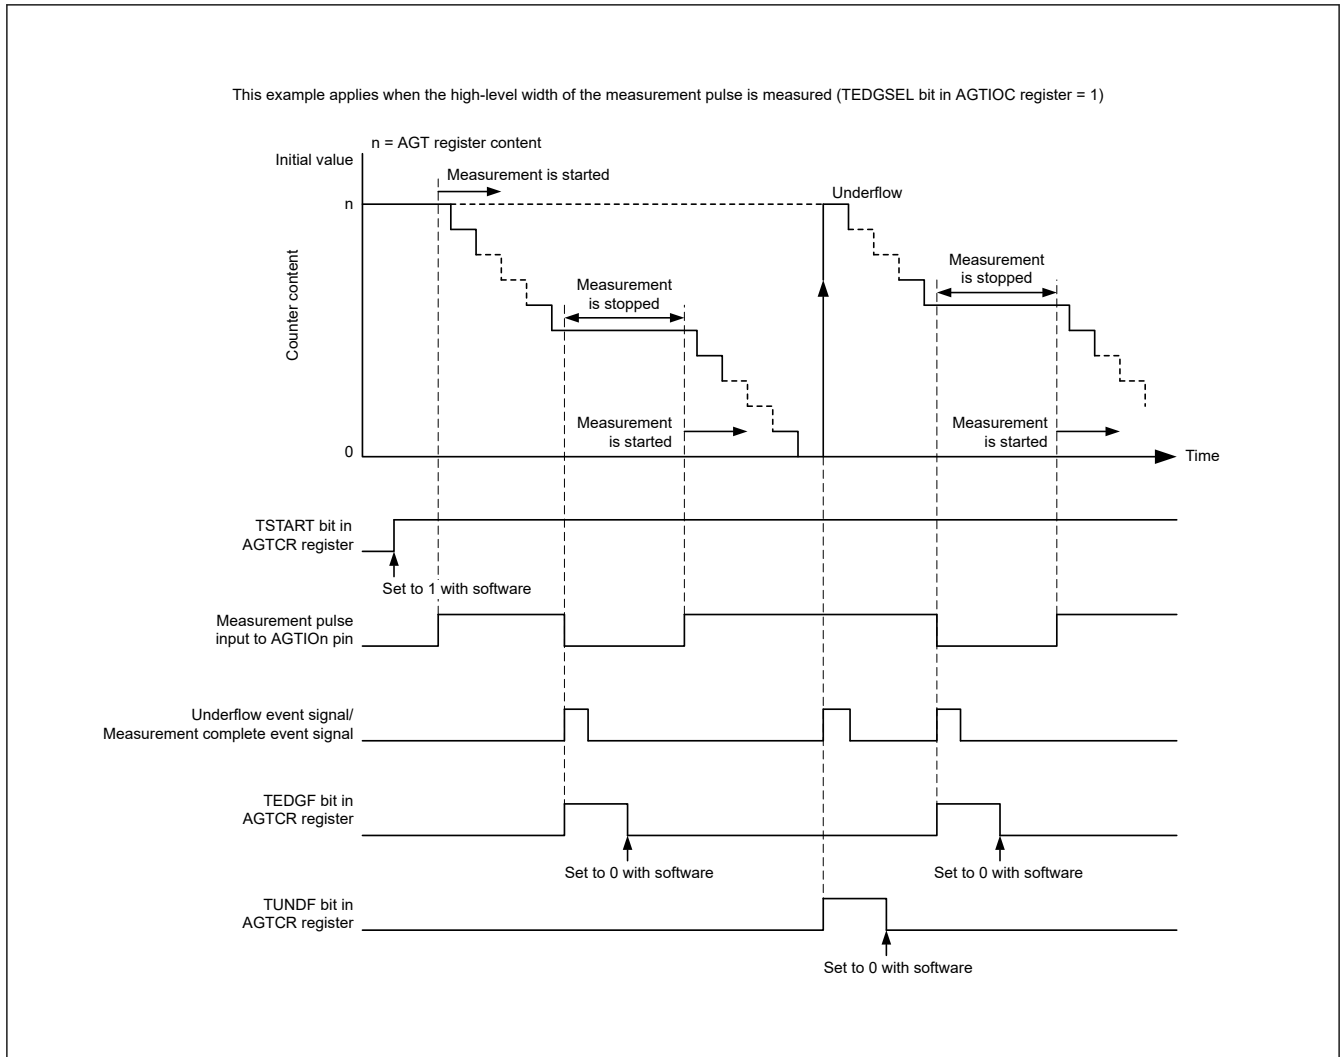 This example applies when the high-level width of the measurement pulse is measured (TEDGSEL bit in AGTIOC register = 1)
n = AGT register content
Initial value
Measurement is started
n
Underflow
Counter content
Measurement
is stopped
Measurement
is stopped
Measurement
is started
Measurement
is started
0
Time
TSTART bit in
AGTCR register
Set to 1 with software
Measurement pulse
input to AGTIOn pin
Underflow event signal/
Measurement complete event signal
TEDGF bit in
AGTCR register
Set to 0 with software
Set to 0 with software
TUNDF bit in
AGTCR register
Set to 0 with software